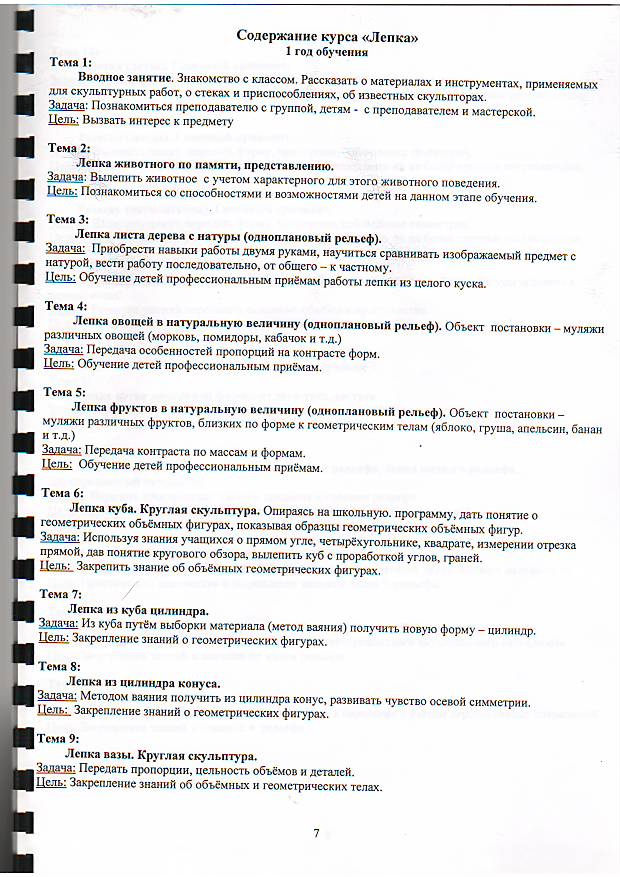 Содержание курса «Лепка»
1 год обучения
Тема 1:
Вводное занятие. Знакомство с классом. Рассказать о материалах и инструментах, применяемых
для скульптурных работ, о стеках и приспособлениях, об известных скульпторах.
Задача: Познакомиться преподавателю с группой, детям - с преподавателем и мастерской.
Цель: Вызвать интерес к предмету
Тема 2:
Лепка животного по памяти, представлению.
Задача: Вылепить животное с учетом характерного для этого животного поведения.
Цель: Познакомиться со способностями и возможностями детей на данном этапе обучения.
Тема 3:
Лепка листа дерева с натуры (одноплановый рельеф).
Задача: Приобрести навыки работы двумя руками, научиться сравнивать изображаемый предмет с
натурой, вести работу последовательно, от общего – к частному.
Цель: Обучение детей профессиональным приёмам работы лепки из целого куска.
Тема 4:
Лепка овощей в натуральную величину (одноплановый рельеф). Объект постановки – муляжи
различных овощей (морковь, помидоры, кабачок и т.д.)
Задача: Передача особенностей пропорций на контрасте форм.
Цель: Обучение детей профессиональным приёмам.
Тема 5:
Лепка фруктов в натуральную величину (одноплановый рельеф). Объект постановки –
муляжи различных фруктов, близких по форме к геометрическим телам (яблоко, груша, апельсин, банан
и т.д.)
Задача: Передача контраста по массам и формам.
Цель: Обучение детей профессиональным приёмам.
Тема 6:
Лепка куба. Круглая скульптура. Опираясь на школьную. программу, дать понятие о
геометрических объёмных фигурах, показывая образцы геометрических объёмных фигур.
Задача: Используя знания учащихся о прямом угле, четырёхугольнике, квадрате, измерении отрезка
прямой, дав понятие кругового обзора, вылепить куб с проработкой углов, граней.
Цель: Закрепить знание об объёмных геометрических фигурах.
Тема 7:
Лепка из куба цилиндра.
Задача: Из куба путём выборки материала (метод ваяния) получить новую форму – цилиндр.
Цель: Закрепление знаний о геометрических фигурах.
Тема 8:
Лепка из цилиндра конуса.
Задача: Методом ваяния получить из цилиндра конус, развивать чувство осевой симметрии.
Цель: Закрепление знаний о геометрических фигурах.
Тема 9:
Лепка вазы. Круглая скульптура.
Задача: Передать пропорции, цельность объёмов и деталей.
Цель: Закрепление знаний об объёмных и геометрических телах.
7